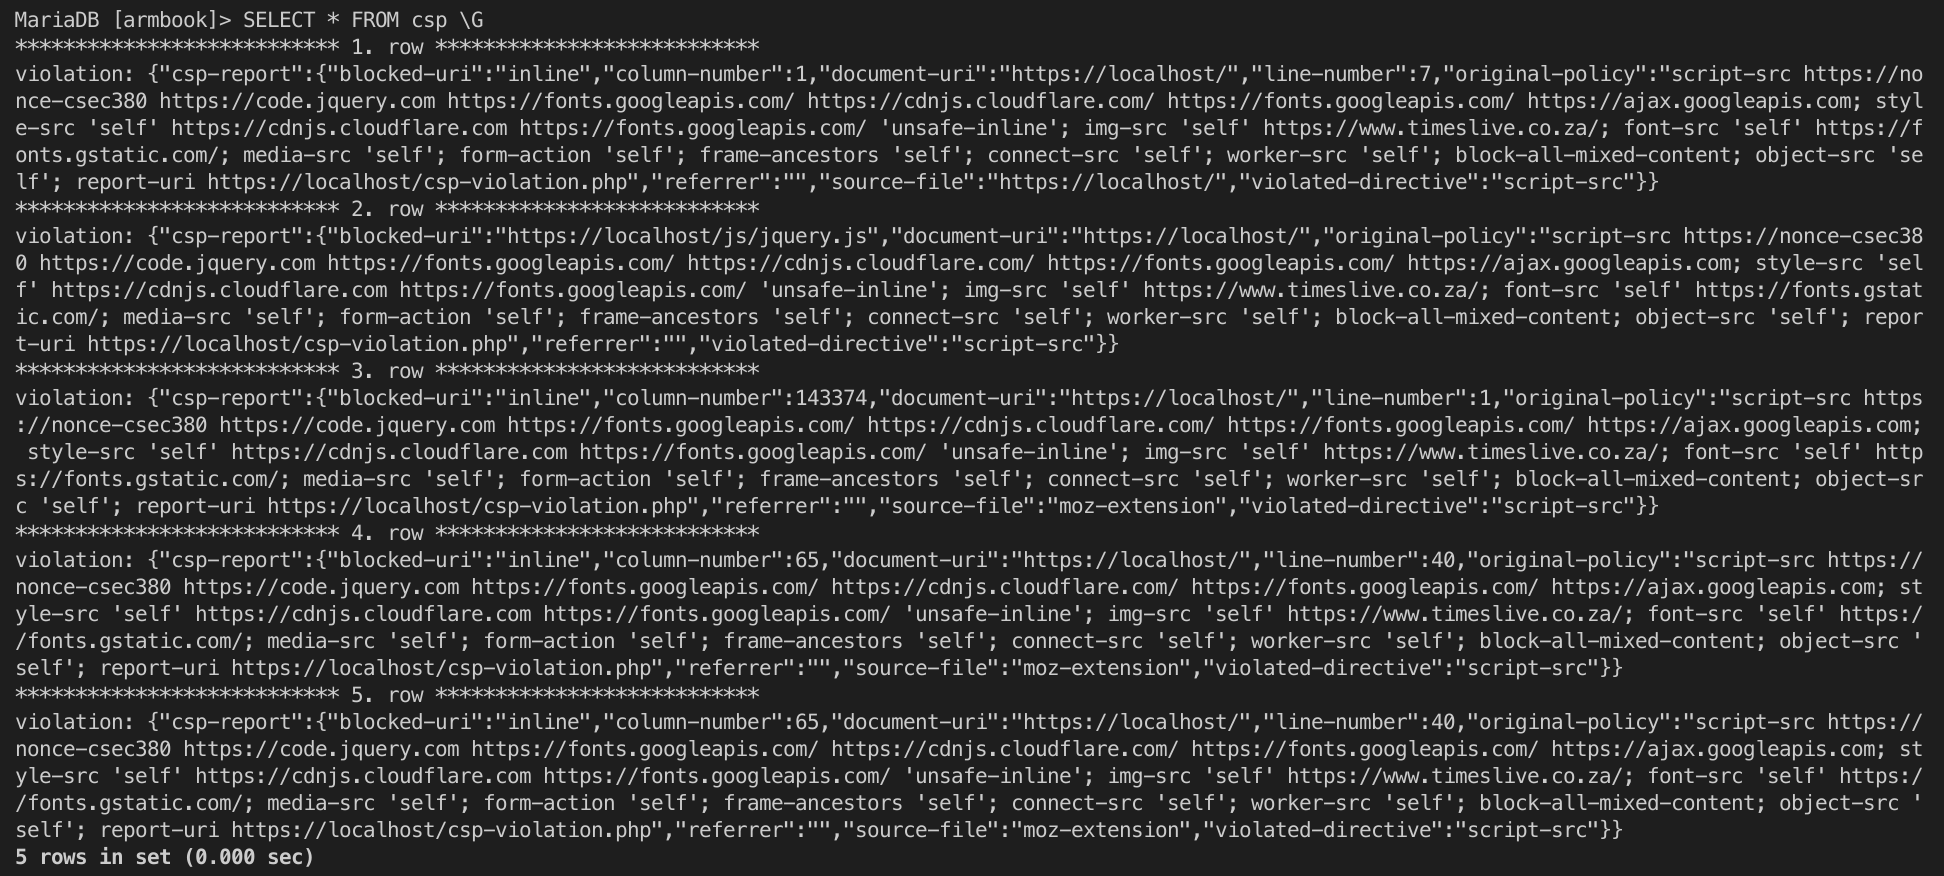 MariaDB [armbook]> SELECT * FROM csp \G
*************************** 1. row ***************************
violation: {"csp-report":{"blocked-uri":"inline","column-number":1,"document-uri":"https://localhost/","line-number":7,"original-policy":"script-src https://no
nce-csec380 https://code.jquery.com https://fonts.googleapis.com/ https://cdnjs.cloudflare.com/ https://fonts.googleapis.com/ https://ajax.googleapis.com; styl
e-src 'self' https://cdnjs.cloudflare.com https://fonts.googleapis.com/ 'unsafe-inline'; img-src 'self' https://www.timeslive.co.za/; font-src 'self' https://f
onts.gstatic.com/; media-src 'self'; form-action 'self'; frame-ancestors 'self'; connect-src 'self'; worker-src 'self'; block-all-mixed-content; object-src 'se
lf'; report-uri https://localhost/csp-violation.php","referrer":"","source-file":"https://localhost/","violated-directive":"script-src"}}
*************************** 2. row ***************************
violation: {"csp-report":{"blocked-uri":"https://localhost/js/jquery.js","document-uri":"https://localhost/","original-policy":"script-src https://nonce-csec38
0 https://code.jquery.com https://fonts.googleapis.com/ https://cdnjs.cloudflare.com/ https://fonts.googleapis.com/ https://ajax.googleapis.com; style-src 'sel
f' https://cdnjs.cloudflare.com https://fonts.googleapis.com/ 'unsafe-inline'; img-src 'self' https://www.timeslive.co.za/; font-src 'self' https://fonts.gstat
ic.com/; media-src 'self'; form-action 'self'; frame-ancestors 'self'; connect-src 'self'; worker-src 'self'; block-all-mixed-content; object-src 'self'; repor
t-uri https://localhost/csp-violation.php","referrer":"","violated-directive":"script-src"}}
*************************** 3. row ***************************
violation: {"csp-report":{"blocked-uri":"inline","column-number":143374,"document-uri":"https://localhost/","line-number":1,"original-policy":"script-src https
://nonce-csec380 https://code.jquery.com https://fonts.googleapis.com/ https://cdnjs.cloudflare.com/ https://fonts.googleapis.com/ https://ajax.googleapis.com;
 style-src 'self' https://cdnjs.cloudflare.com https://fonts.googleapis.com/ 'unsafe-inline'; img-src 'self' https://www.timeslive.co.za/; font-src 'self' http
s://fonts.gstatic.com/; media-src 'self'; form-action 'self'; frame-ancestors 'self'; connect-src 'self'; worker-src 'self'; block-all-mixed-content; object-sr
c 'self'; report-uri https://localhost/csp-violation.php","referrer":"","source-file":"moz-extension","violated-directive":"script-src"}}
*************************** 4. row ***************************
violation: {"csp-report":{"blocked-uri":"inline","column-number":65,"document-uri":"https://localhost/","line-number":40,"original-policy":"script-src https://
nonce-csec380 https://code.jquery.com https://fonts.googleapis.com/ https://cdnjs.cloudflare.com/ https://fonts.googleapis.com/ https://ajax.googleapis.com; st
yle-src 'self' https://cdnjs.cloudflare.com https://fonts.googleapis.com/ 'unsafe-inline'; img-src 'self' https://www.timeslive.co.za/; font-src 'self' https:/
/fonts.gstatic.com/; media-src 'self'; form-action 'self'; frame-ancestors 'self'; connect-src 'self'; worker-src 'self'; block-all-mixed-content; object-src '
self'; report-uri https://localhost/csp-violation.php","referrer":"","source-file":"moz-extension","violated-directive":"script-src"}}
*************************** 5. row ***************************
violation: {"csp-report":{"blocked-uri":"inline","column-number":65,"document-uri":"https://localhost/","line-number":40,"original-policy":"script-src https://
nonce-csec380 https://code.jquery.com https://fonts.googleapis.com/ https://cdnjs.cloudflare.com/ https://fonts.googleapis.com/ https://ajax.googleapis.com; st
yle-src 'self' https://cdnjs.cloudflare.com https://fonts.googleapis.com/ 'unsafe-inline'; img-src 'self' https://www.timeslive.co.za/; font-src 'self' https:/
/fonts.gstatic.com/; media-src 'self'; form-action 'self'; frame-ancestors 'self'; connect-src 'self'; worker-src 'self'; block-all-mixed-content; object-src '
self'; report-uri https://localhost/csp-violation.php","referrer":"","source-file":"moz-extension","violated-directive":"script-src"}}
5 rows in set (0.000 sec)